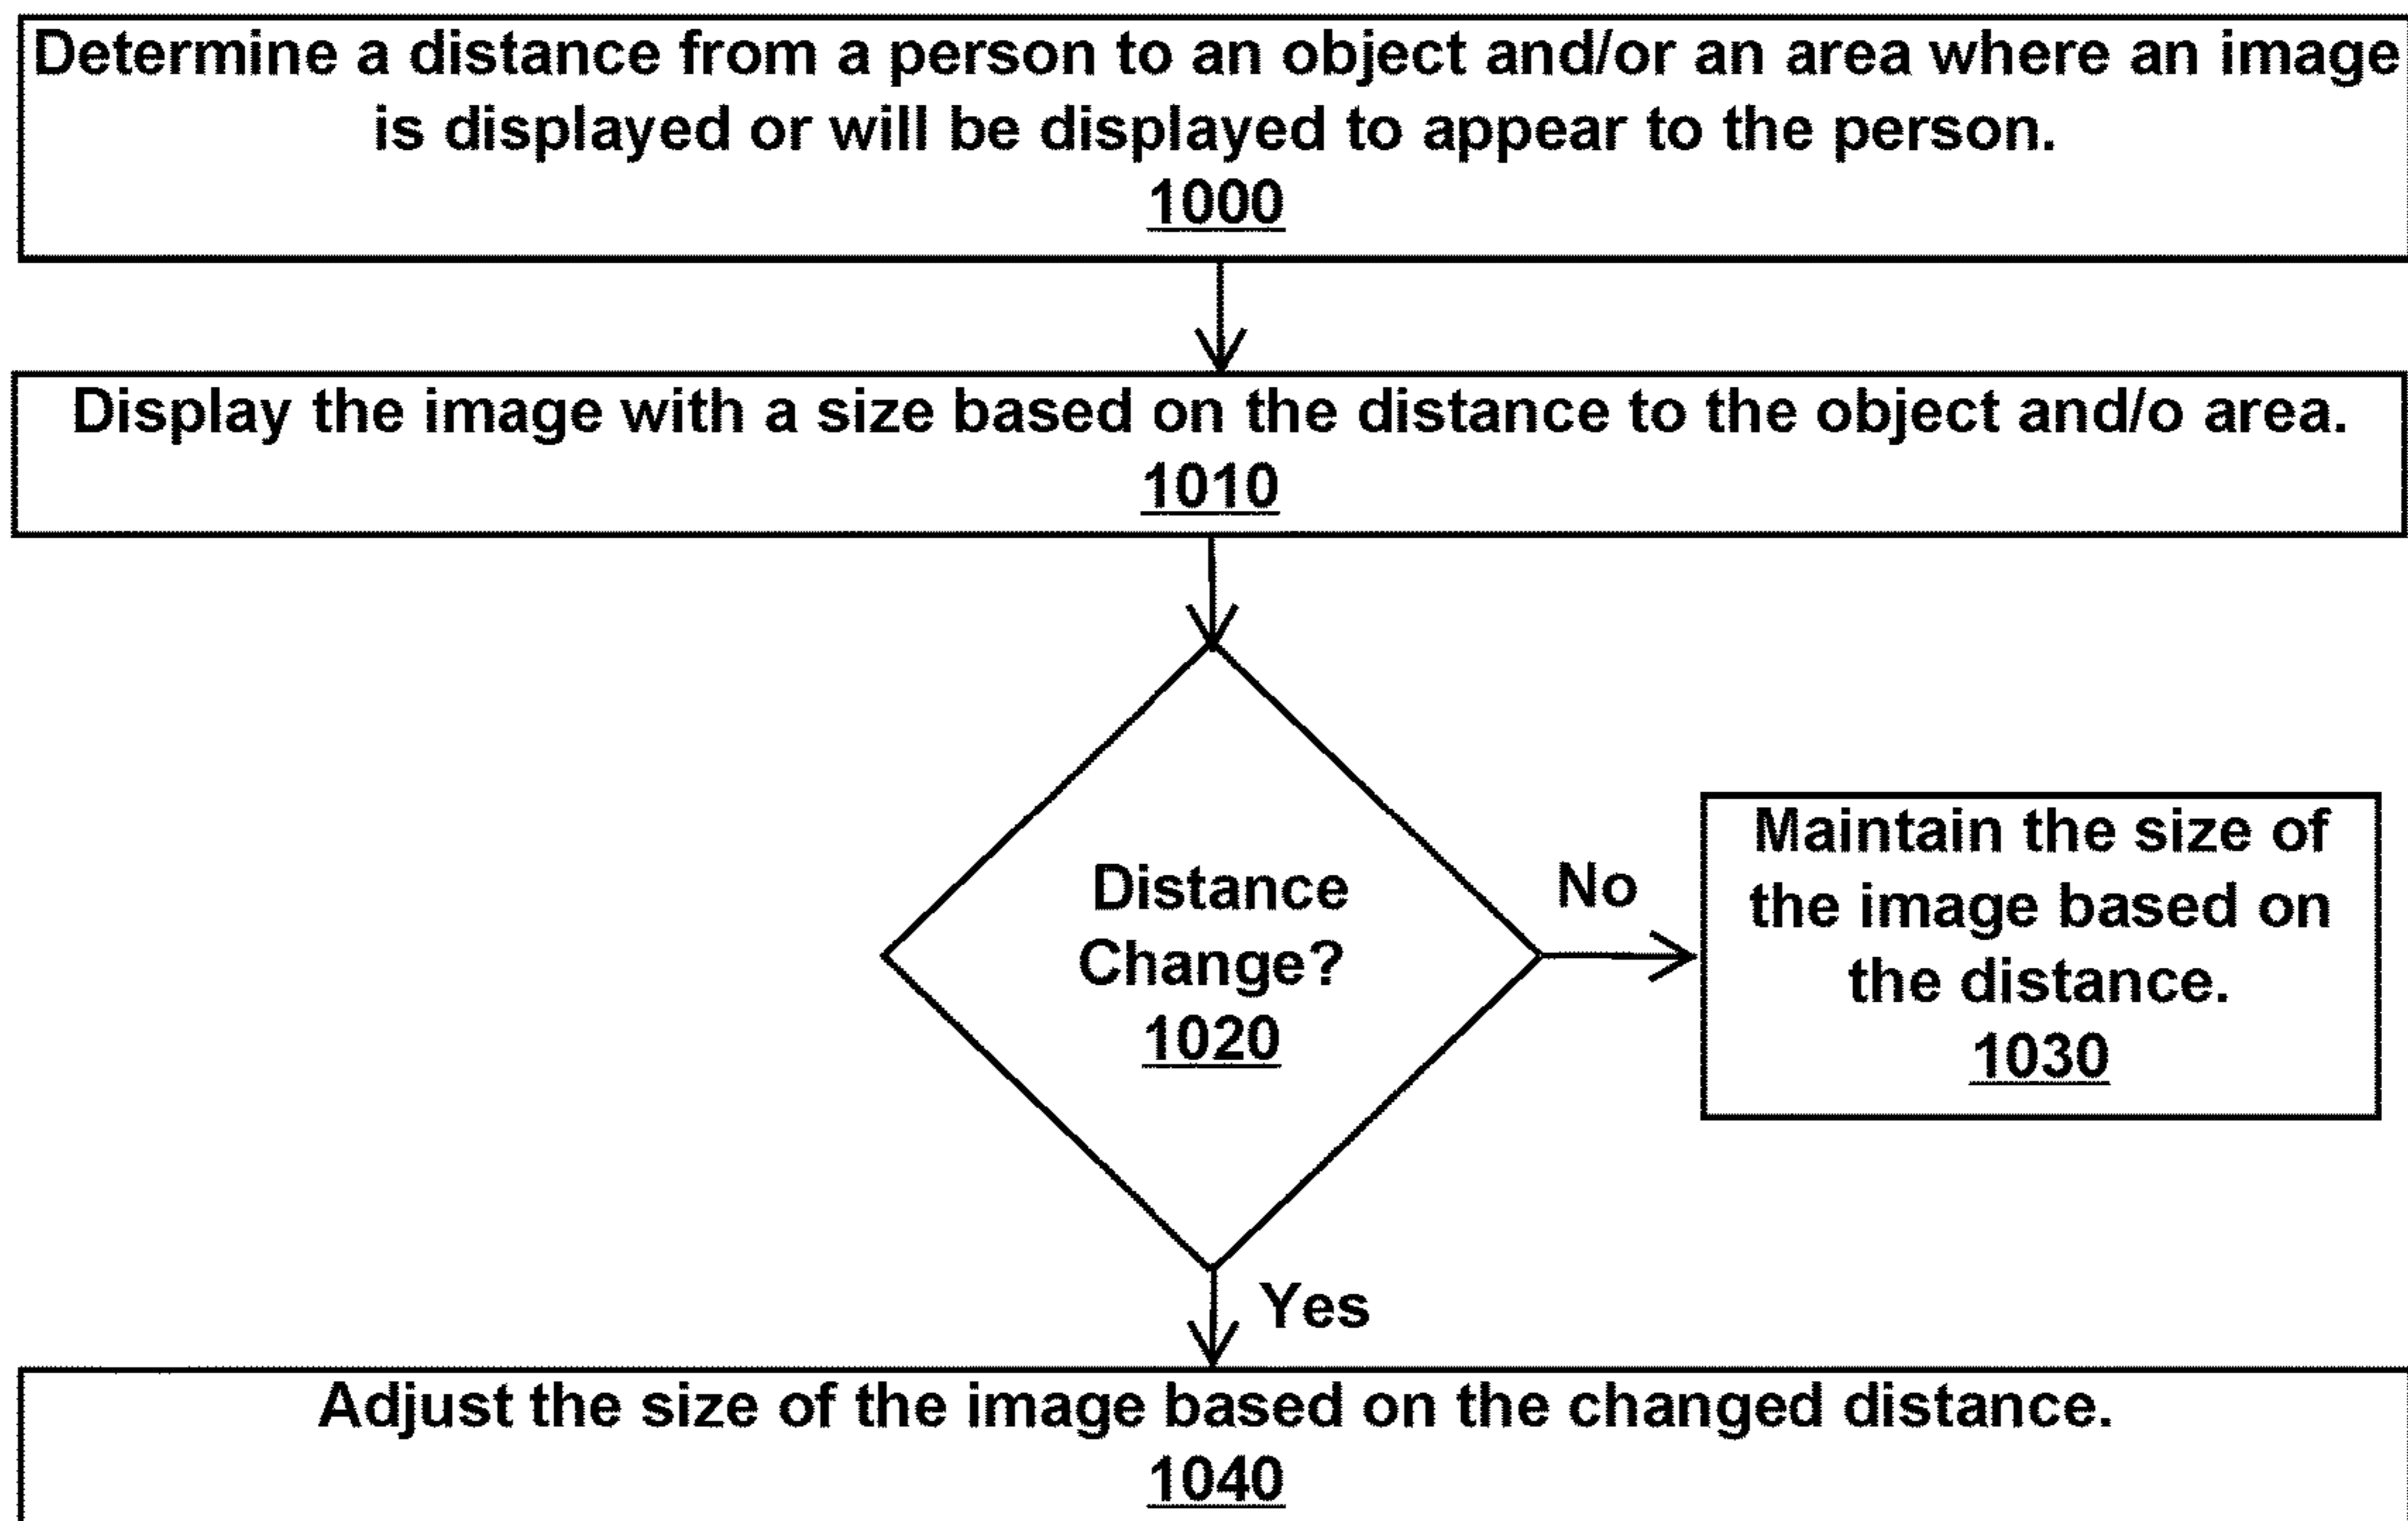 Determine a distance from a person to an object and/or an area where an image
is displayed or will be displayed to appear to the person.
1000
Display the image with a size based on the distance to the object and/o area.
1010
Distance
Change?
1020
No
Maintain the size of
the image based on
the distance.
1030
Yes
Adjust the size of the image based on the changed distance.
1040